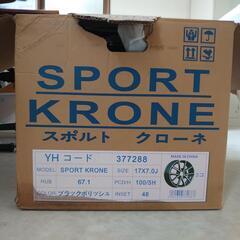 SPORT
KRONE
スポルト クローネ
YH コード 377288
MADE IN CHINA
MODEL SPORT KRONE SIZE 17X7.0J
HUB 67.1 PCD/H 100/5H
COLOR ブラックポリッシュ INSET 48